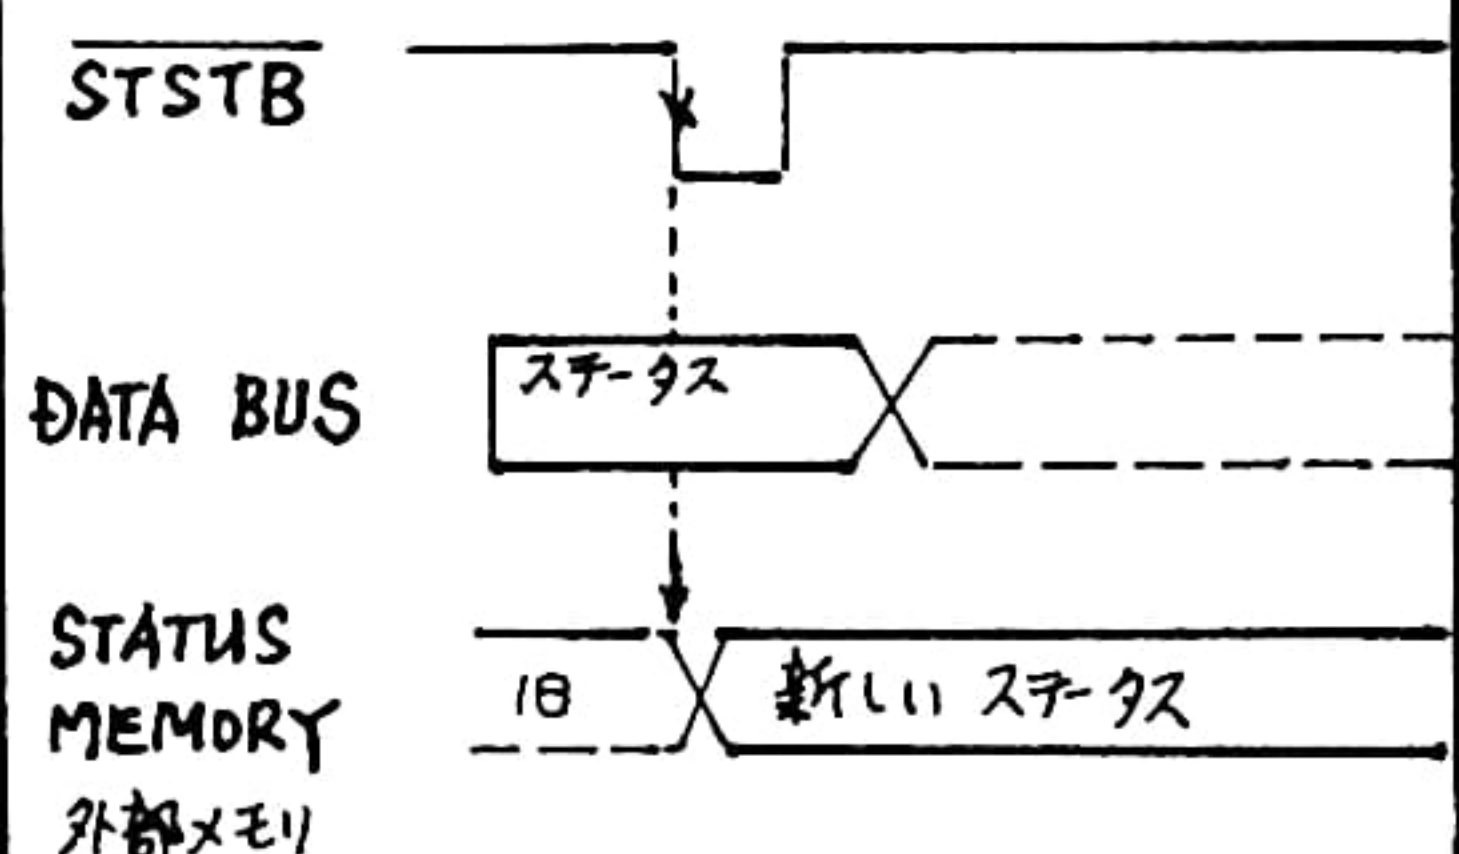 STSTB
DATA BUS
ステータス
STATUS
MEMORY
旧
新しい ステータス
外部メモリ